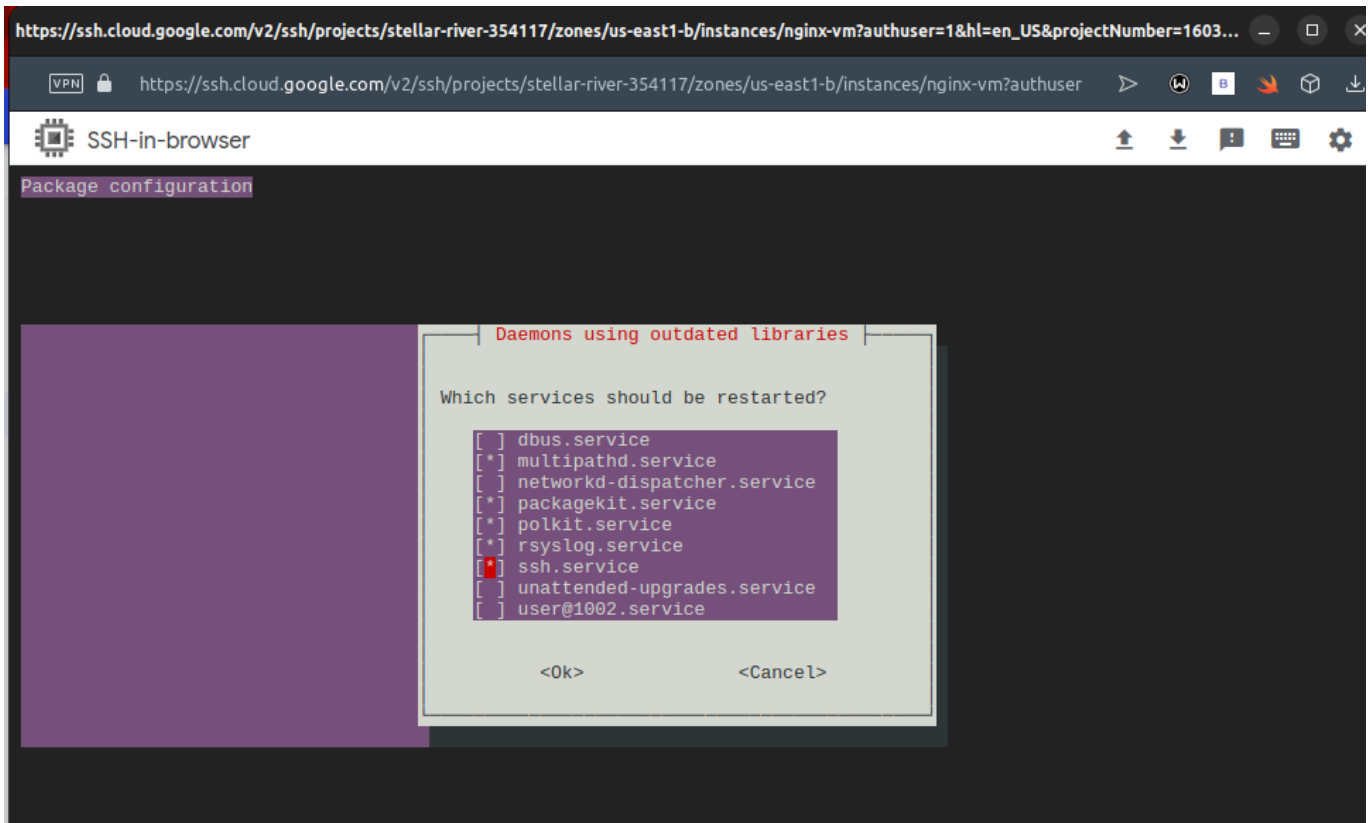 https://ssh.cloud.google.com/v2/ssh/projects/stellar-river-354117/zones/us-east1-b/instances/nginx-vm?authuser=1&hl=en_US&projectNumber=1603...
VPN https://ssh.cloud.google.com/v2/ssh/projects/stellar-river-354117/zones/us-east1-b/instances/nginx-vm?authuser
SSH-in-browser
Package configuration
Daemons using outdated libraries
Which services should be restarted?
[ ] dbus.service
[*] multipathd.service
[ ] networkd-dispatcher.service
[*] packagekit.service
[*] polkit.service
[*] rsyslog.service
[*] ssh.service
[ ] unattended-upgrades.service
[ ] user@1002.service
<Ok> <Cancel>